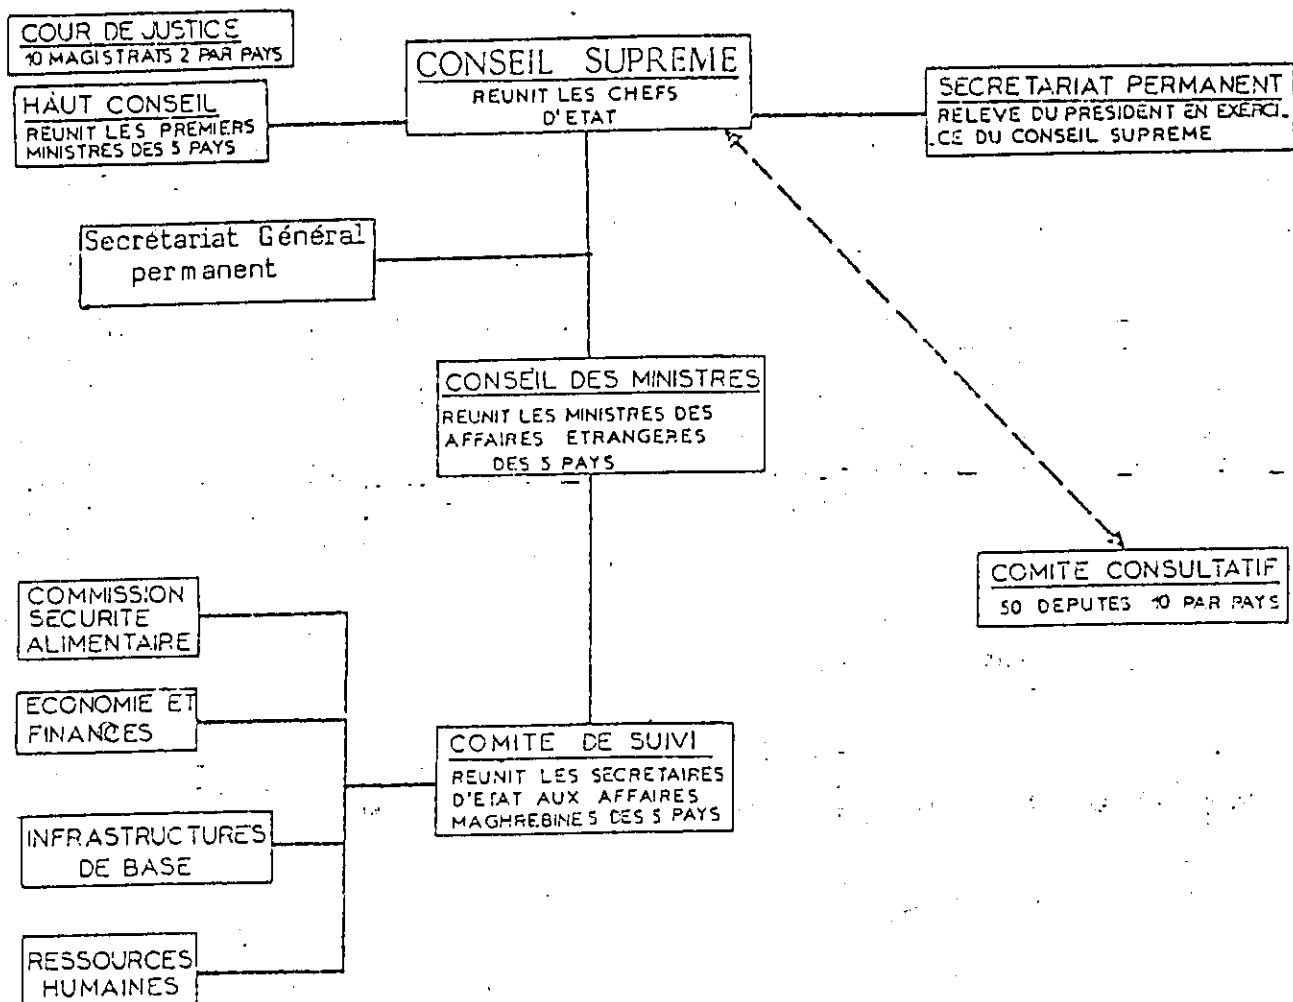 COUR DE JUSTICE
10 MAGISTRATS 2 PAR PAYS
HAUT CONSEIL
REUNIT LES PREMIERS
MINISTRES DES 5 PAYS
CONSEIL SUPREME
REUNIT LES CHEFS
D'ETAT
SECRETARIAT PERMANENT
RELEVE DU PRESIDENT EN EXERCI_
_CE DU CONSEIL SUPREME
Secrétariat Général
permanent
CONSEIL DES MINISTRES
REUNIT LES MINISTRES DES
AFFAIRES ETRANGERES
DES 5 PAYS
COMITE CONSULTATIF
50 DEPUTES 10 PAR PAYS
COMMISSION
SECURITE
ALIMENTAIRE
ECONOMIE ET
FINANCES
COMITE DE SUIVI
REUNIT LES SECRETAIRES
D'ETAT AUX AFFAIRES
MAGHREBINES DES 5 PAYS
INFRASTRUCTURES
DE BASE
RESSOURCES
HUMAINES